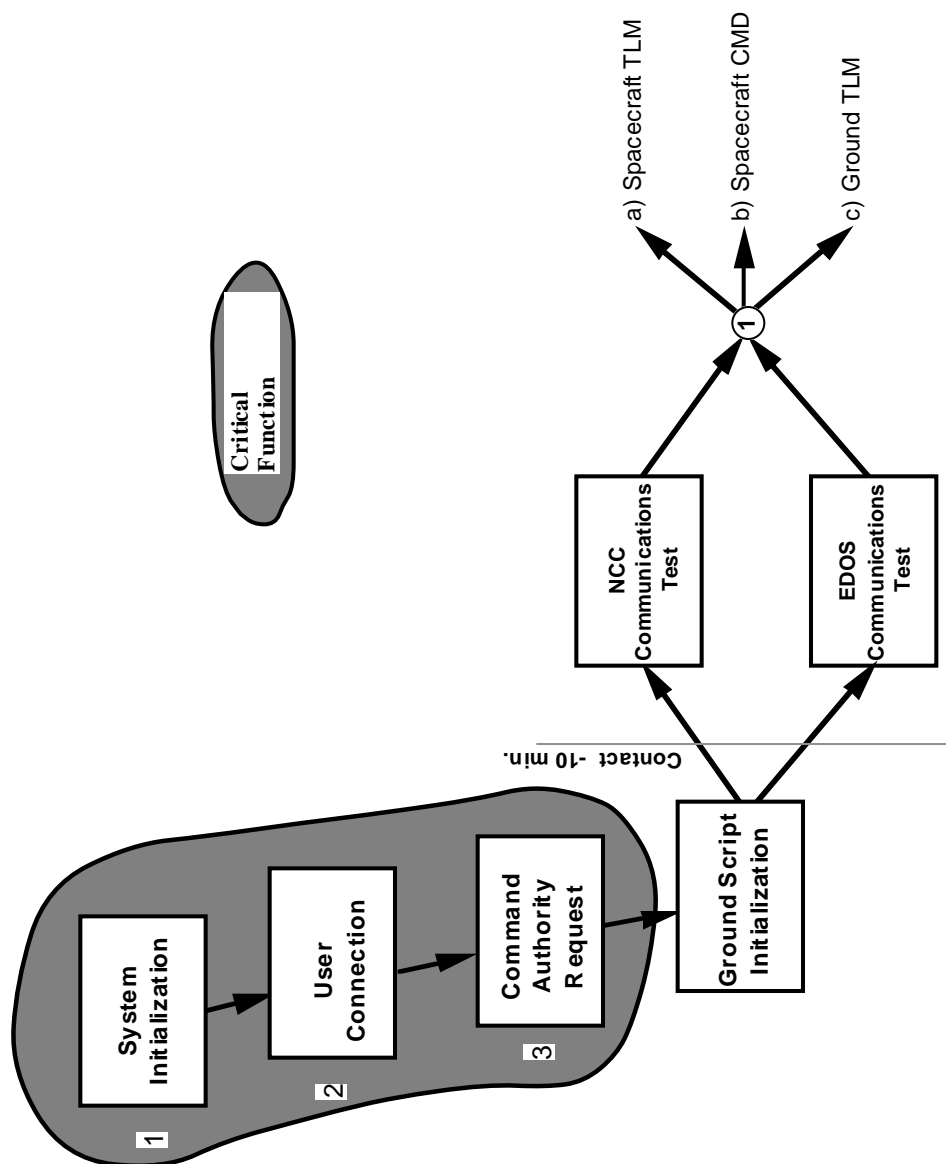 1
System
Initialization
2
User
Connection
3
Command
Authority
Request
Ground Script
Initialization
Contact -10 min.
Critical
Function
NCC
Communications
Test
EDOS
Communications
Test
1
a) Spacecraft TLM
b) Spacecraft CMD
c) Ground TLM